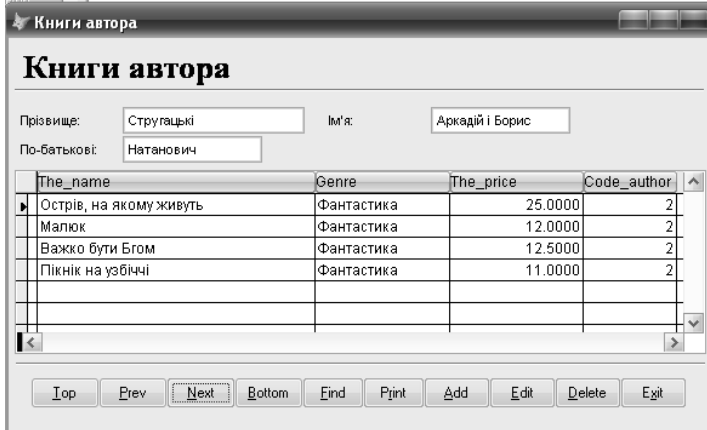 Книги автора
Книги автора
Прізвище: Стругацькі Ім'я: Аркадій і Борис
По-батькові: Натанович
The_name Genre The_price Code_author
Острів, на якому живуть Фантастика 25.0000 2
Малюк Фантастика 12.0000 2
Важко бути Бгом Фантастика 12.5000 2
Пікнік на узбіччі Фантастика 11.0000 2
Top Prev Next Bottom Find Print Add Edit Delete Exit